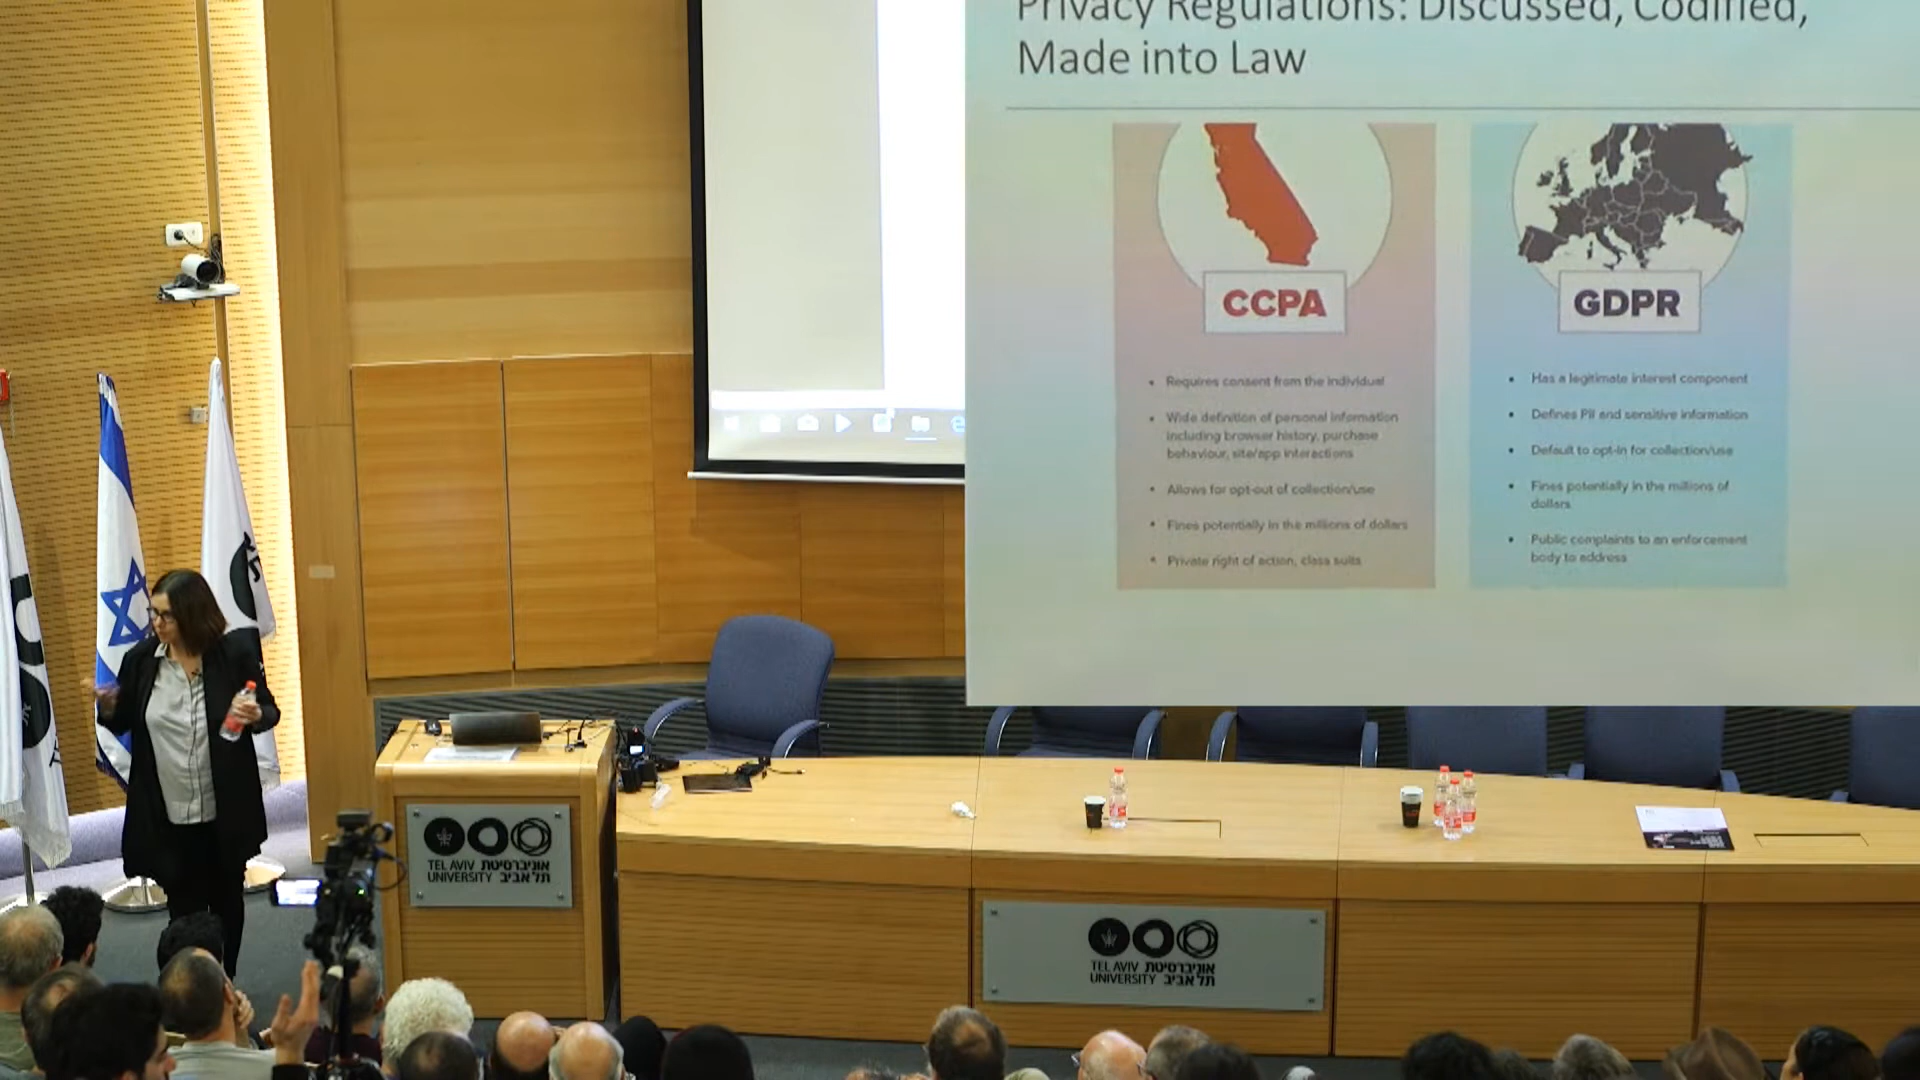 Privacy Regulations: Discussed, Codified,
Made into Law
CCPA
Requires consent from the individual
Wide definition of personal information
including browser history, purchase
behaviour, site/app interactions
Allows for opt-out of collection/use
Fines potentially in the millions of dollars
Private right of action, class suits
GDPR
Has a legitimate interest component
Defines PII and sensitive information
Default to opt-in for collection/use
Fines potentially in the millions of
dollars
Public complaints to an enforcement
body to address
TEL AVIV אוניברסיטת
UNIVERSITY תל אביב
TEL AVIV אוניברסיטת
UNIVERSITY תל אביב